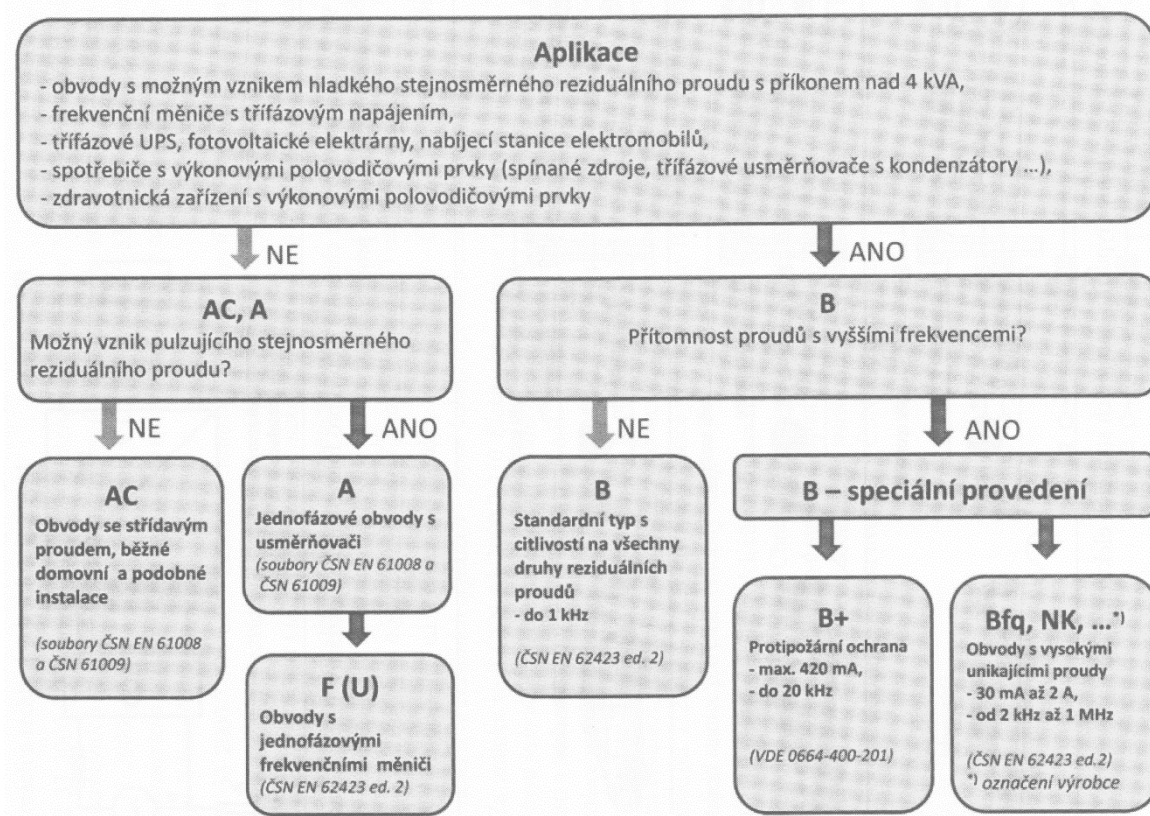 Aplikace
- obvody s možným vznikem hladkého stejnosměrného reziduálního proudu s příkonem nad 4 kVA,
- frekvenční měniče s třífázovým napájením,
- třífázové UPS, fotovoltaické elektrárny, nabíjecí stanice elektromobilů,
- spotřebiče s výkonovými polovodičovými prvky (spínané zdroje, třífázové usměrňovače s kondenzátory ...),
- zdravotnická zařízení s výkonovými polovodičovými prvky
NE
ANO
AC, A
Možný vznik pulzujícího stejnosměrného
reziduálního proudu?
B
Přítomnost proudů s vyššími frekvencemi?
NE
ANO
NE
ANO
AC
Obvody se střídavým
proudem, běžné
domovní a podobné
instalace
(soubory ČSN EN 61008
a ČSN 61009)
A
Jednofázové obvody s
usměrňovači
(soubory ČSN EN 61008 a
ČSN 61009)
F (U)
Obvody s
jednofázovými
frekvenčními měniči
(ČSN EN 62423 ed. 2)
B
Standardní typ s
citlivostí na všechny
druhy reziduálních
proudů
- do 1 kHz
(ČSN EN 62423 ed. 2)
B – speciální provedení
B+
Protipožární ochrana
- max. 420 mA,
- do 20 kHz
(VDE 0664-400-201)
Bfq, NK, ...*)
Obvody s vysokými
unikajícími proudy
- 30 mA až 2 A,
- od 2 kHz až 1 MHz
(ČSN EN 62423 ed.2)
*) označení výrobce